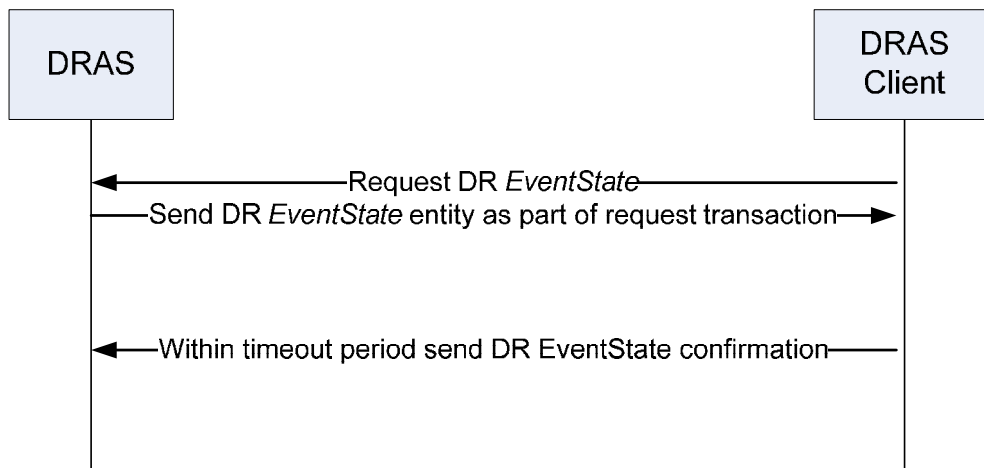 DRAS
DRAS
Client
Request DR EventState
Send DR EventState entity as part of request transaction
Within timeout period send DR EventState confirmation